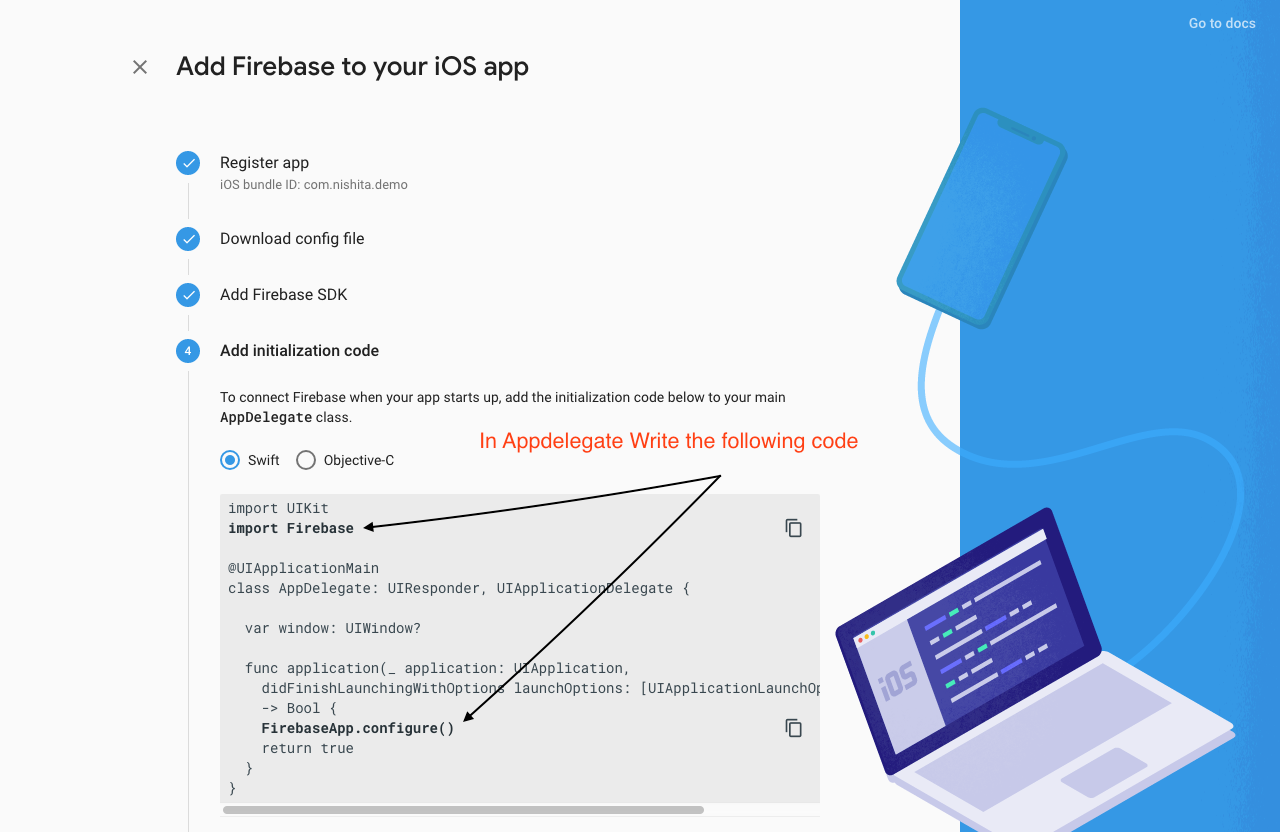 Go to docs
Add Firebase to your iOS app
Register app
iOS bundle ID: com.nishita.demo
Download config file
Add Firebase SDK
4 Add initialization code
To connect Firebase when your app starts up, add the initialization code below to your main
AppDelegate class.
In Appdelegate Write the following code
Swift Objective-C
import UIKit
import Firebase
@UIApplicationMain
class AppDelegate: UIResponder, UIApplicationDelegate {
var window: UIWindow?
func application(_ application: UIApplication,
didFinishLaunchingWithOptions launchOptions: [UIApplicationLaunchOp
-> Bool {
FirebaseApp.configure()
return true
}
}
iOS